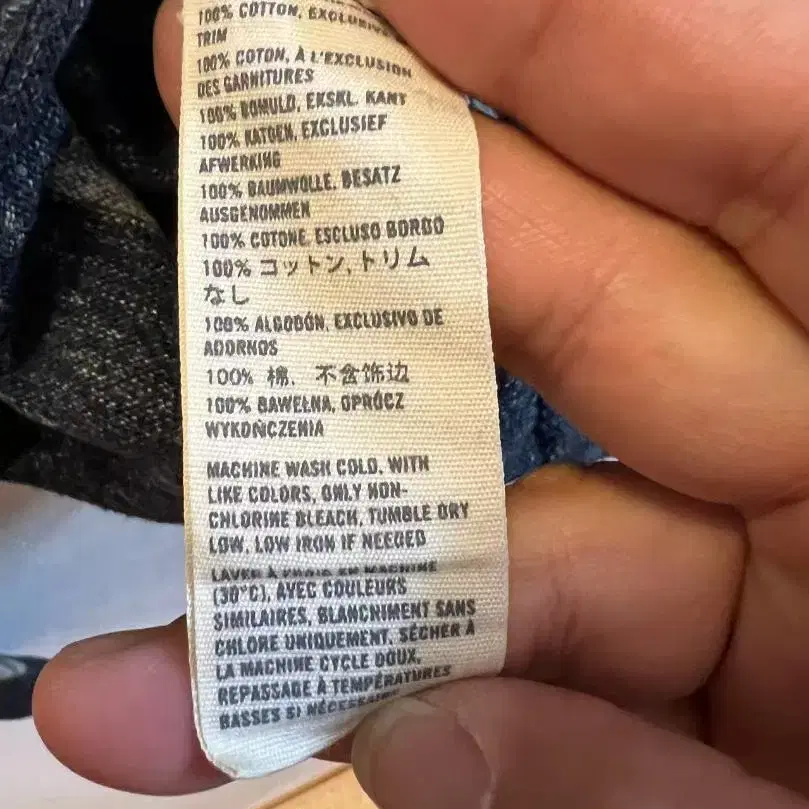 100% COTTON, EXCLUSIVE
TRIM
100% COTON, À L'EXCLUSION
DES GARNITURES
100% BOMULD, EKSKL. KANT
100% KATOEN, EXCLUSIEF
AFWERKING
100% BAUMWOLLE, BESATZ
AUSGENOMMEN
100% COTONE, ESCLUSO BORDO
100% コットン,トリム
なし
100% ALGODÓN, EXCLUSIVO DE
ADORNOS
100% 棉, 不含饰边
100% BAWEŁNA, OPRÓCZ
WYKOŃCZENIA
MACHINE WASH COLD, WITH
LIKE COLORS, ONLY NON-
CHLORINE BLEACH, TUMBLE DRY
LOW, LOW IRON IF NEEDED
LAVER À FROID EN MACHINE
(30°C), AVEC COULEURS
SIMILAIRES, BLANCHIMENT SANS
CHLORE UNIQUEMENT, SÉCHER À
LA MACHINE CYCLE DOUX,
REPASSAGE À TEMPÉRATURES
BASSES SI NÉCESSAIRE